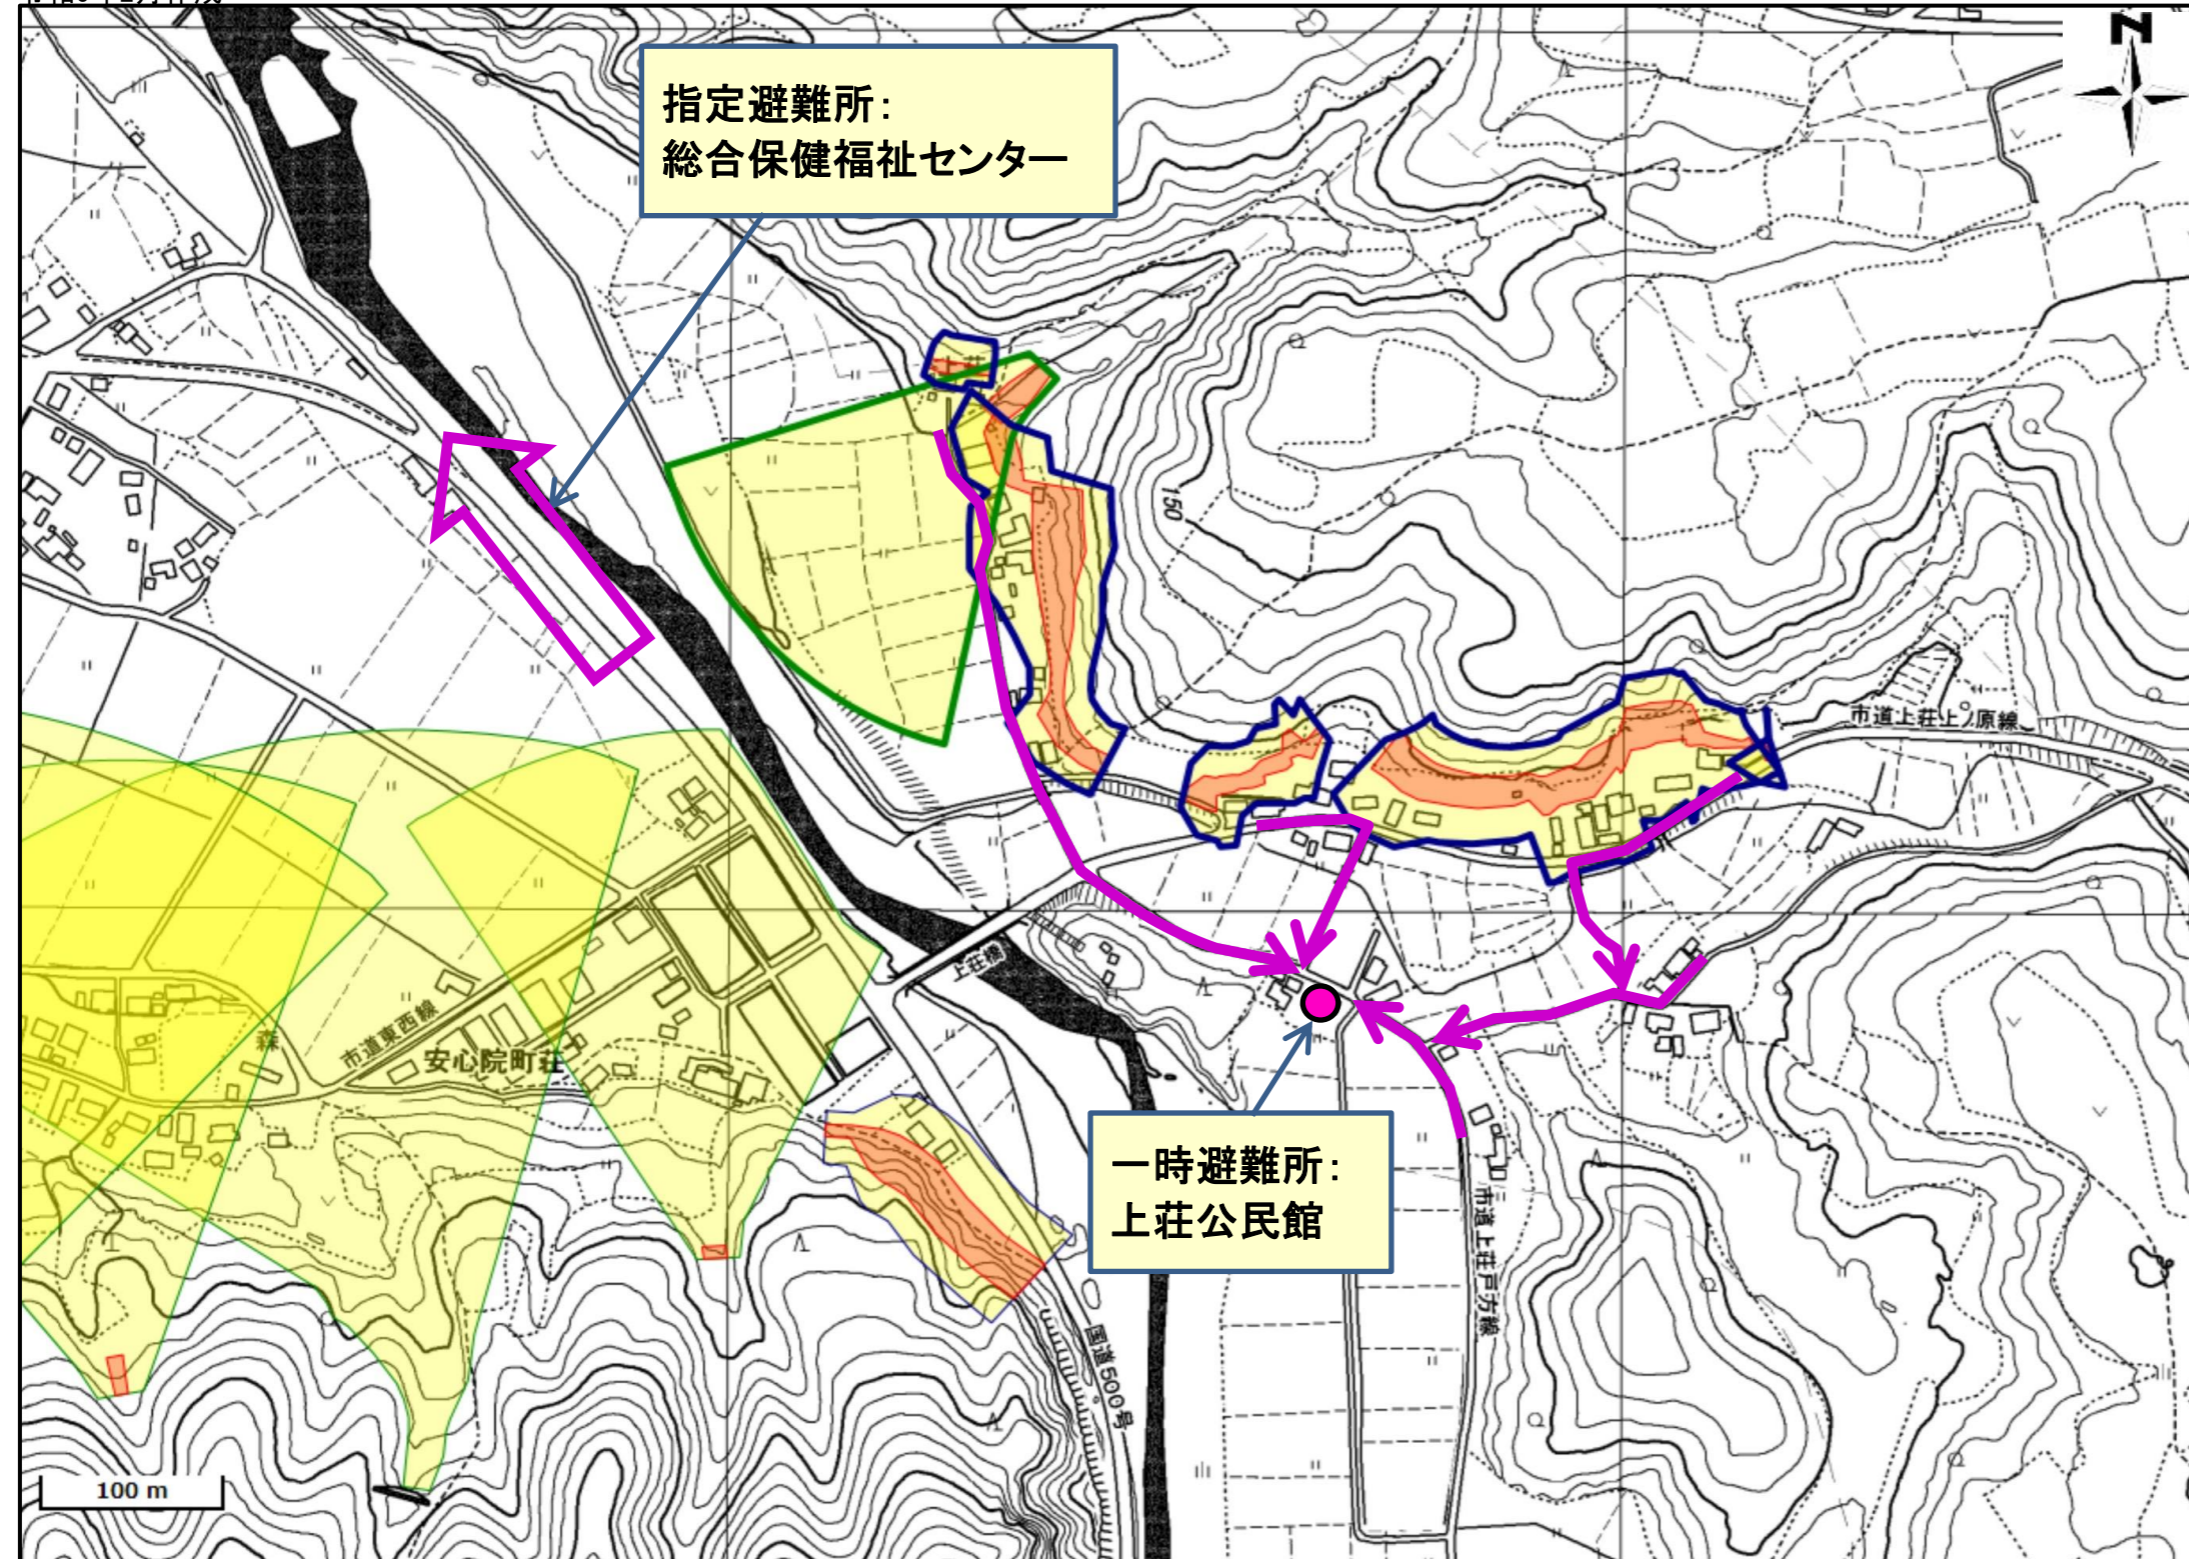 N
指定避難所：
総合保健福祉センター
上荘
150
市道上荘上ノ原線
上荘橋
市道東西線
森
安心院町荘
一時避難所：
上荘公民館
市道上荘戸方線
国道500号
100 m